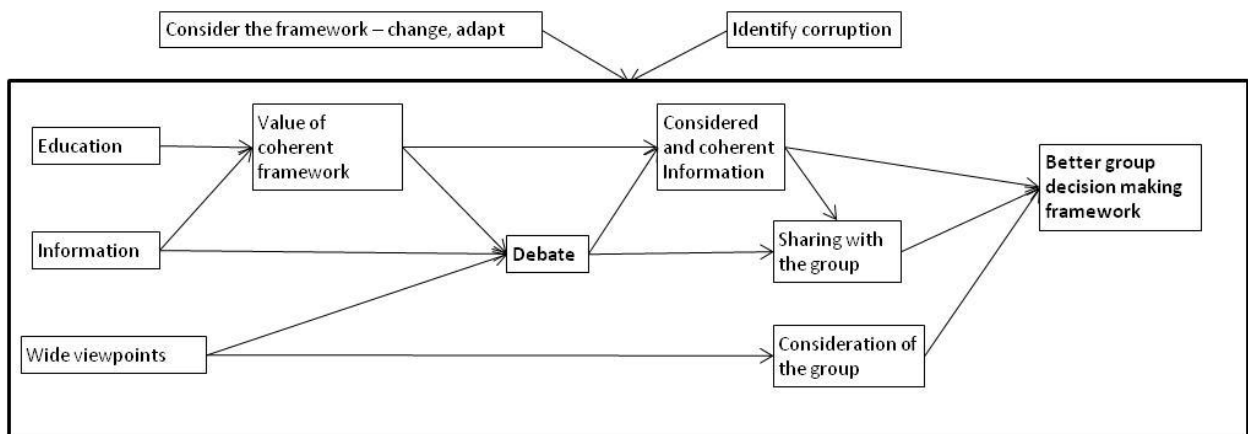 Consider the framework – change, adapt
Identify corruption
Education
Value of
coherent
framework
Considered
and coherent
Information
Better group
decision making
framework
Information
Debate
Sharing with
the group
Wide viewpoints
Consideration of
the group